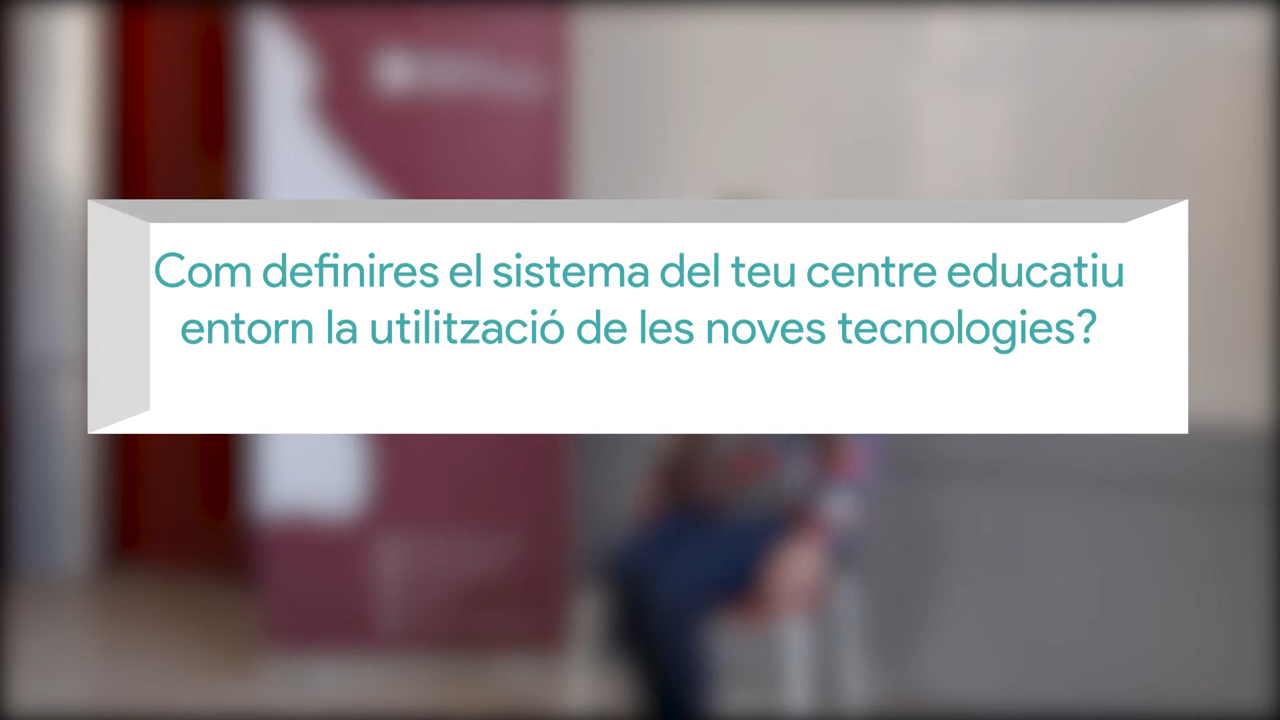 Com definires el sistema del teu centre educatiu
entorn la utilització de les noves tecnologies?